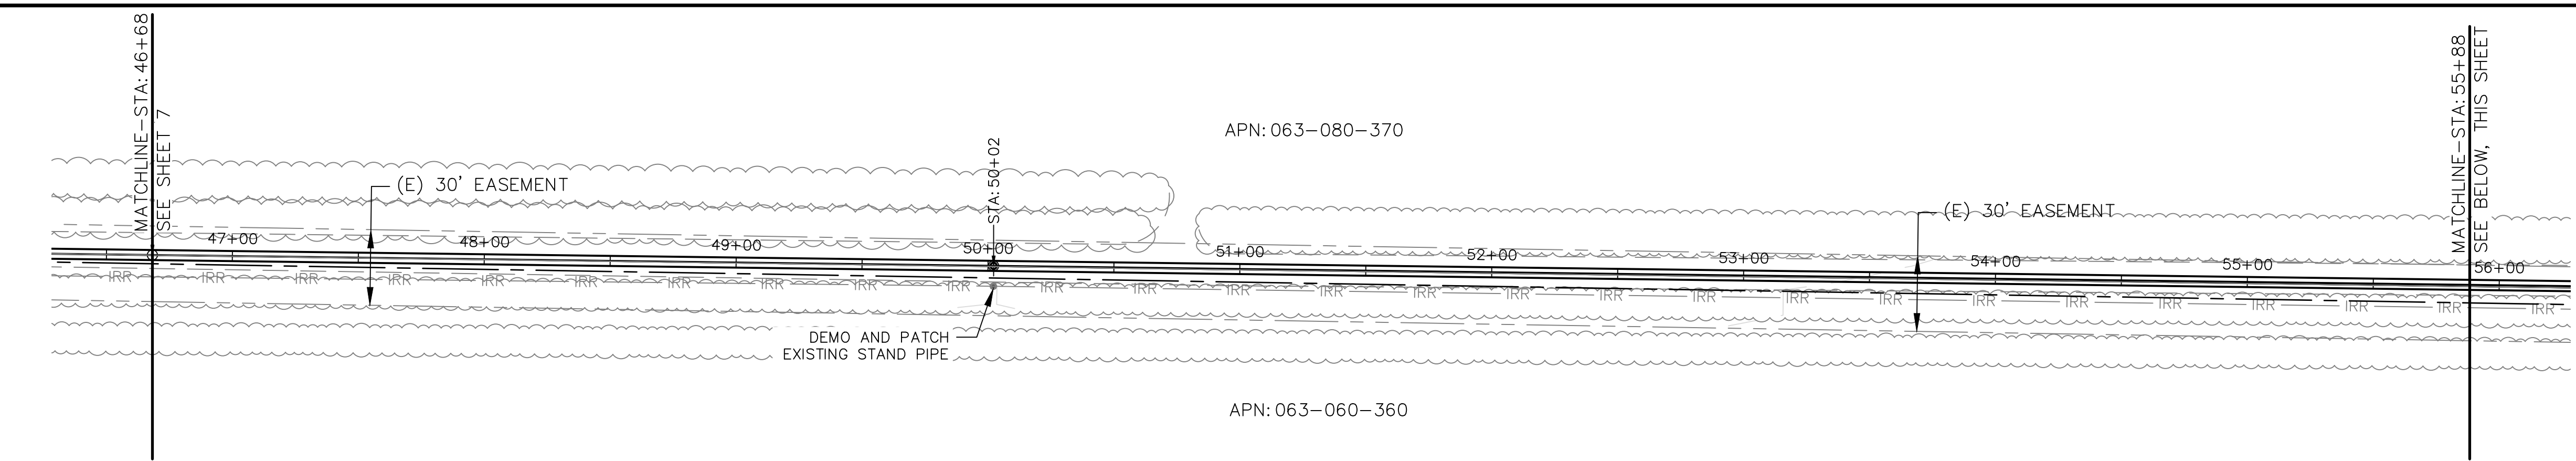 MATCHLINE-STA: 46+68
SEE SHEET 7
APN: 063-080-370
(E) 30' EASEMENT
STA: 50+02
(E) 30' EASEMENT
MATCHLINE-STA: 55+88
SEE BELOW, THIS SHEET
47+00
48+00
49+00
50+00
51+00
52+00
53+00
54+00
55+00
56+00
IRR IRR IRR IRR IRR IRR IRR IRR IRR IRR IRR IRR IRR IRR IRR IRR IRR IRR IRR IRR IRR IRR IRR IRR IRR IRR
DEMO AND PATCH
EXISTING STAND PIPE
APN: 063-060-360